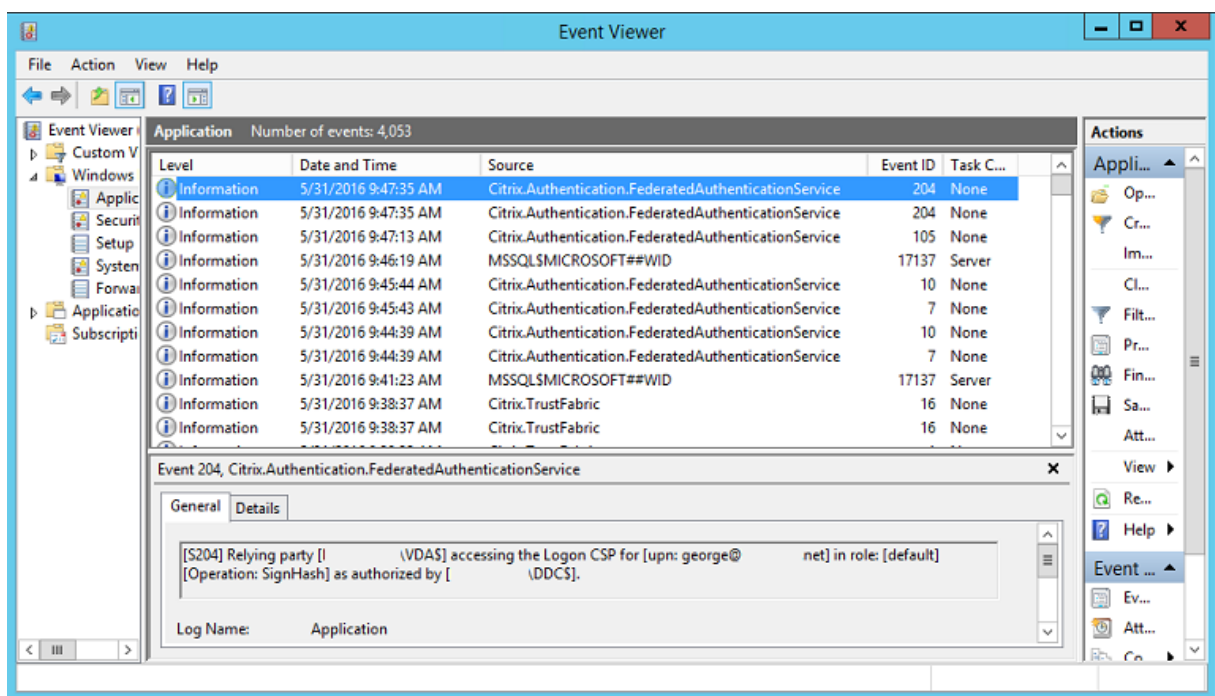 Event Viewer
File Action View Help
Event Viewer
Custom V
Windows
Applic
Securit
Setup
System
Forwar
Applicatio
Subscripti
Application Number of events: 4,053
Level Date and Time Source Event ID Task C...
Information 5/31/2016 9:47:35 AM Citrix.Authentication.FederatedAuthenticationService 204 None
Information 5/31/2016 9:47:35 AM Citrix.Authentication.FederatedAuthenticationService 204 None
Information 5/31/2016 9:47:13 AM Citrix.Authentication.FederatedAuthenticationService 105 None
Information 5/31/2016 9:46:19 AM MSSQL$MICROSOFT##WID 17137 Server
Information 5/31/2016 9:45:44 AM Citrix.Authentication.FederatedAuthenticationService 10 None
Information 5/31/2016 9:45:43 AM Citrix.Authentication.FederatedAuthenticationService 7 None
Information 5/31/2016 9:44:39 AM Citrix.Authentication.FederatedAuthenticationService 10 None
Information 5/31/2016 9:44:39 AM Citrix.Authentication.FederatedAuthenticationService 7 None
Information 5/31/2016 9:41:23 AM MSSQL$MICROSOFT##WID 17137 Server
Information 5/31/2016 9:38:37 AM Citrix.TrustFabric 16 None
Information 5/31/2016 9:38:37 AM Citrix.TrustFabric 16 None
Event 204, Citrix.Authentication.FederatedAuthenticationService
General Details
[S204] Relying party [I \VDA$] accessing the Logon CSP for [upn: george@ net] in role: [default]
[Operation: SignHash] as authorized by [ \DDC$].
Log Name: Application
Actions
Appli...
Op...
Cr...
Im...
Cl...
Filt...
Pr...
Fin...
Sa...
Att...
View
Re...
Help
Event ...
Ev...
Att...
Co...